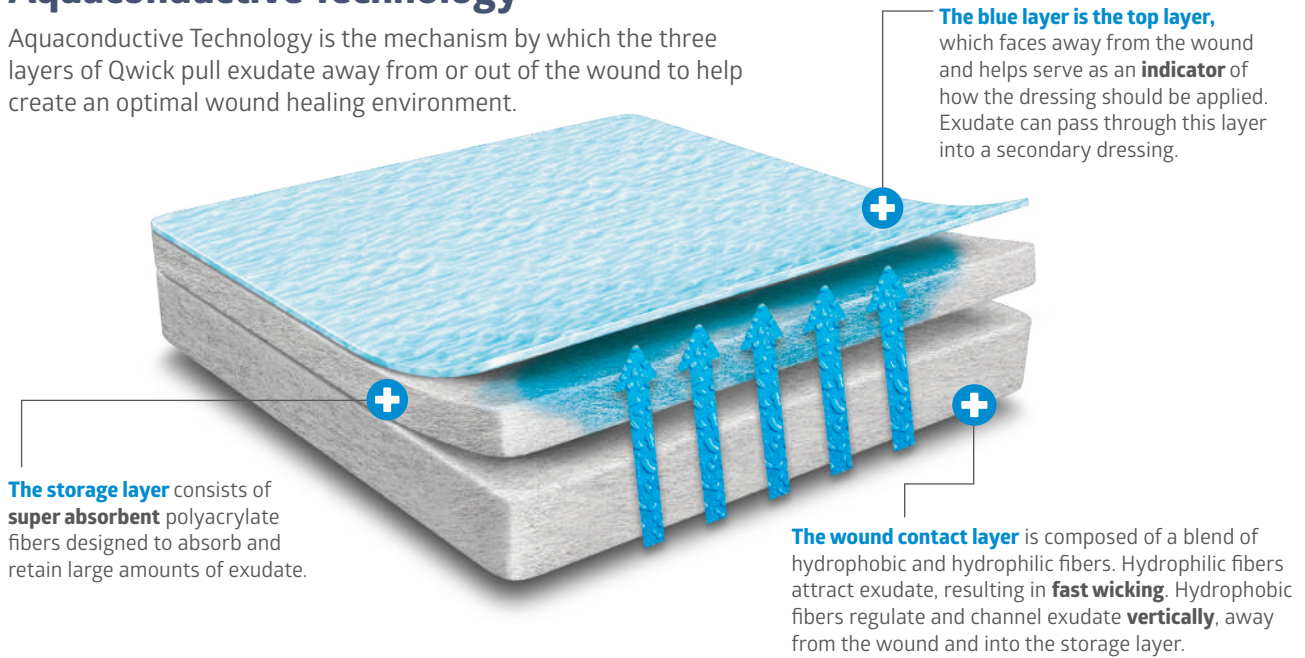 Aquaconductive Technology
Aquaconductive Technology is the mechanism by which the three
layers of Qwick pull exudate away from or out of the wound to help
create an optimal wound healing environment.
The blue layer is the top layer,
which faces away from the wound
and helps serve as an indicator of
how the dressing should be applied.
Exudate can pass through this layer
into a secondary dressing.
The storage layer consists of
super absorbent polyacrylate
fibers designed to absorb and
retain large amounts of exudate.
The wound contact layer is composed of a blend of
hydrophobic and hydrophilic fibers. Hydrophilic fibers
attract exudate, resulting in fast wicking. Hydrophobic
fibers regulate and channel exudate vertically, away
from the wound and into the storage layer.